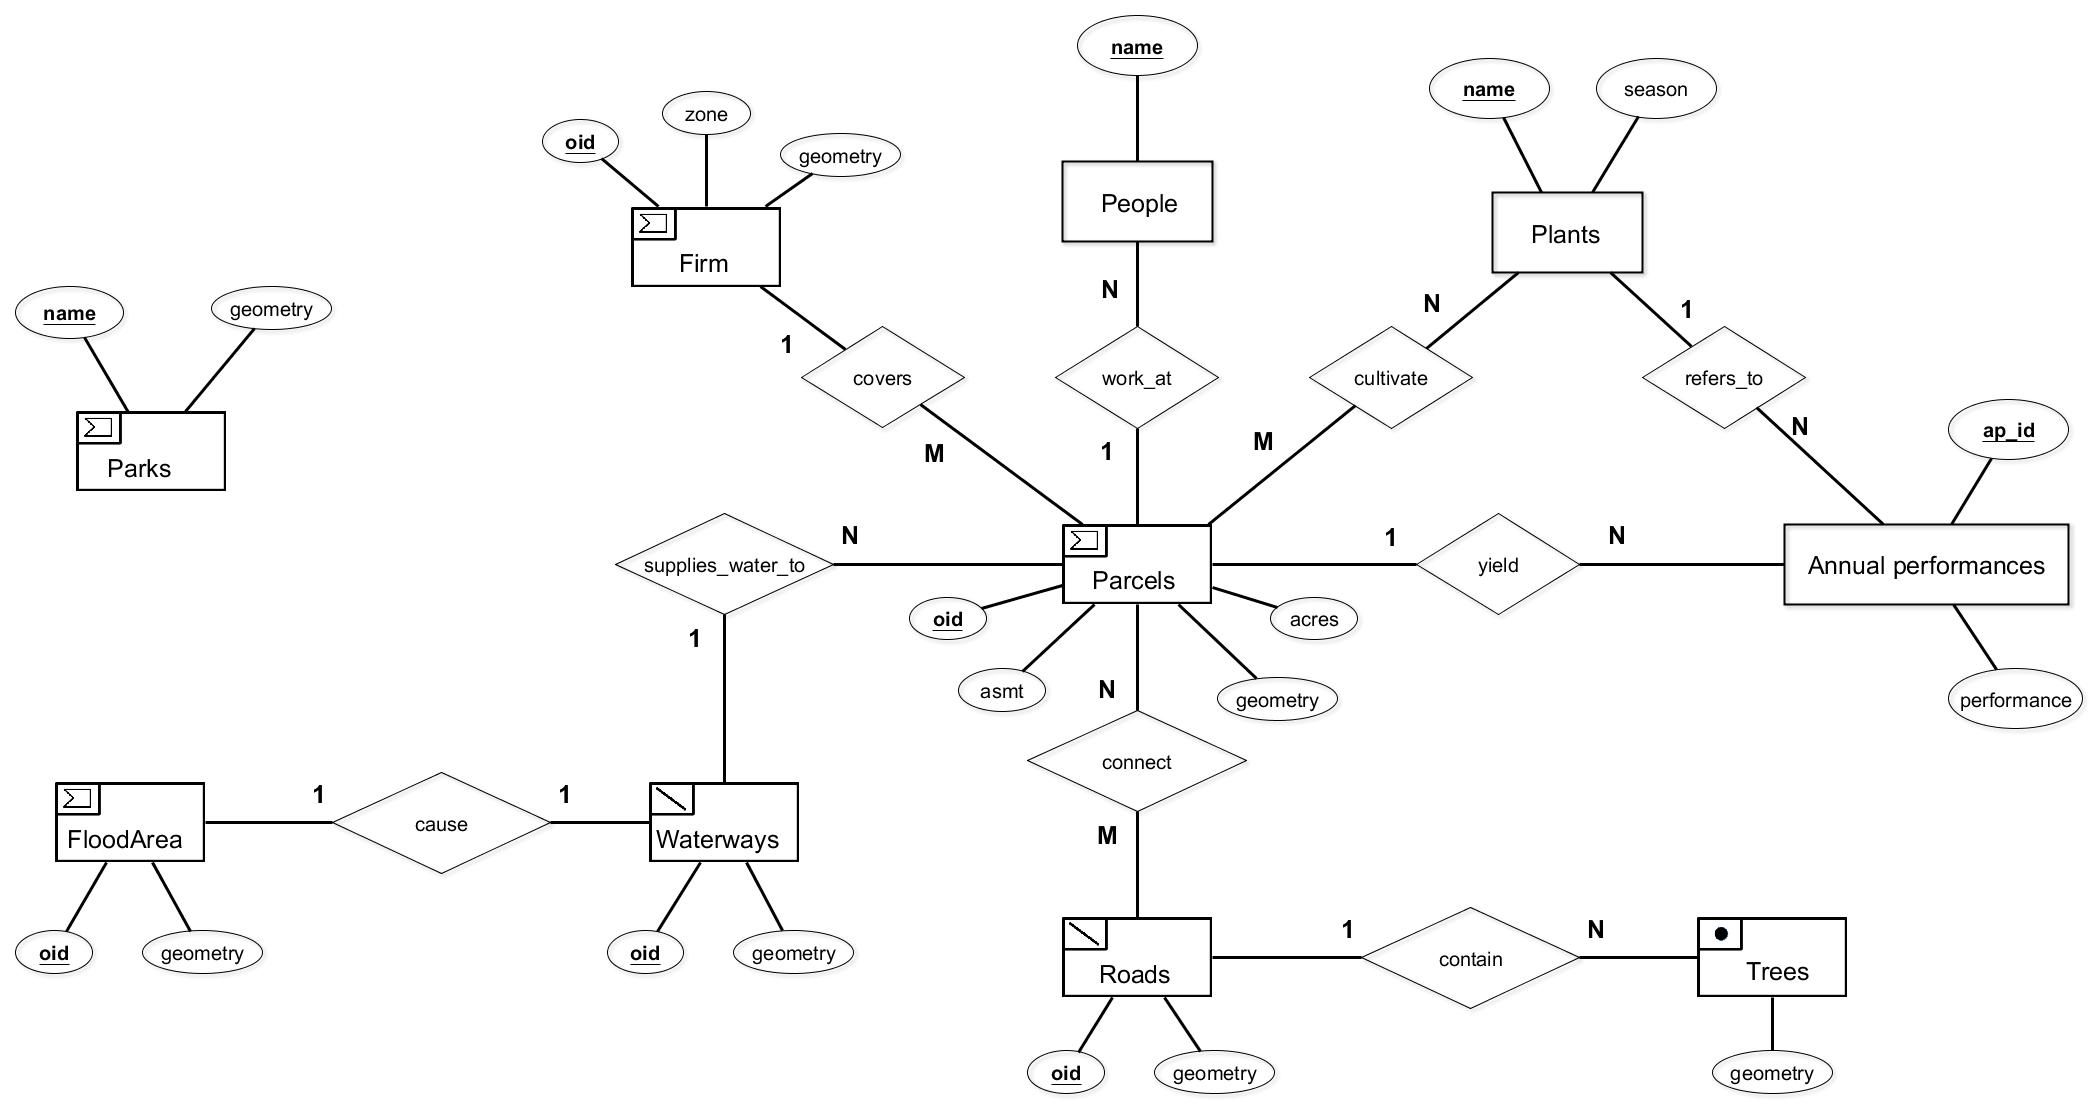 name
name
season
zone
oid
geometry
People
Plants
Firm
N
1
N
name
geometry
1
covers
work_at
cultivate
refers_to
M
1
M
N
ap_id
Parks
supplies_water_to
N
Parcels
1
yield
N
Annual performances
1
oid
acres
asmt
geometry
performance
N
connect
FloodArea
1
cause
1
Waterways
M
oid
geometry
oid
geometry
Roads
1
contain
N
Trees
oid
geometry
geometry